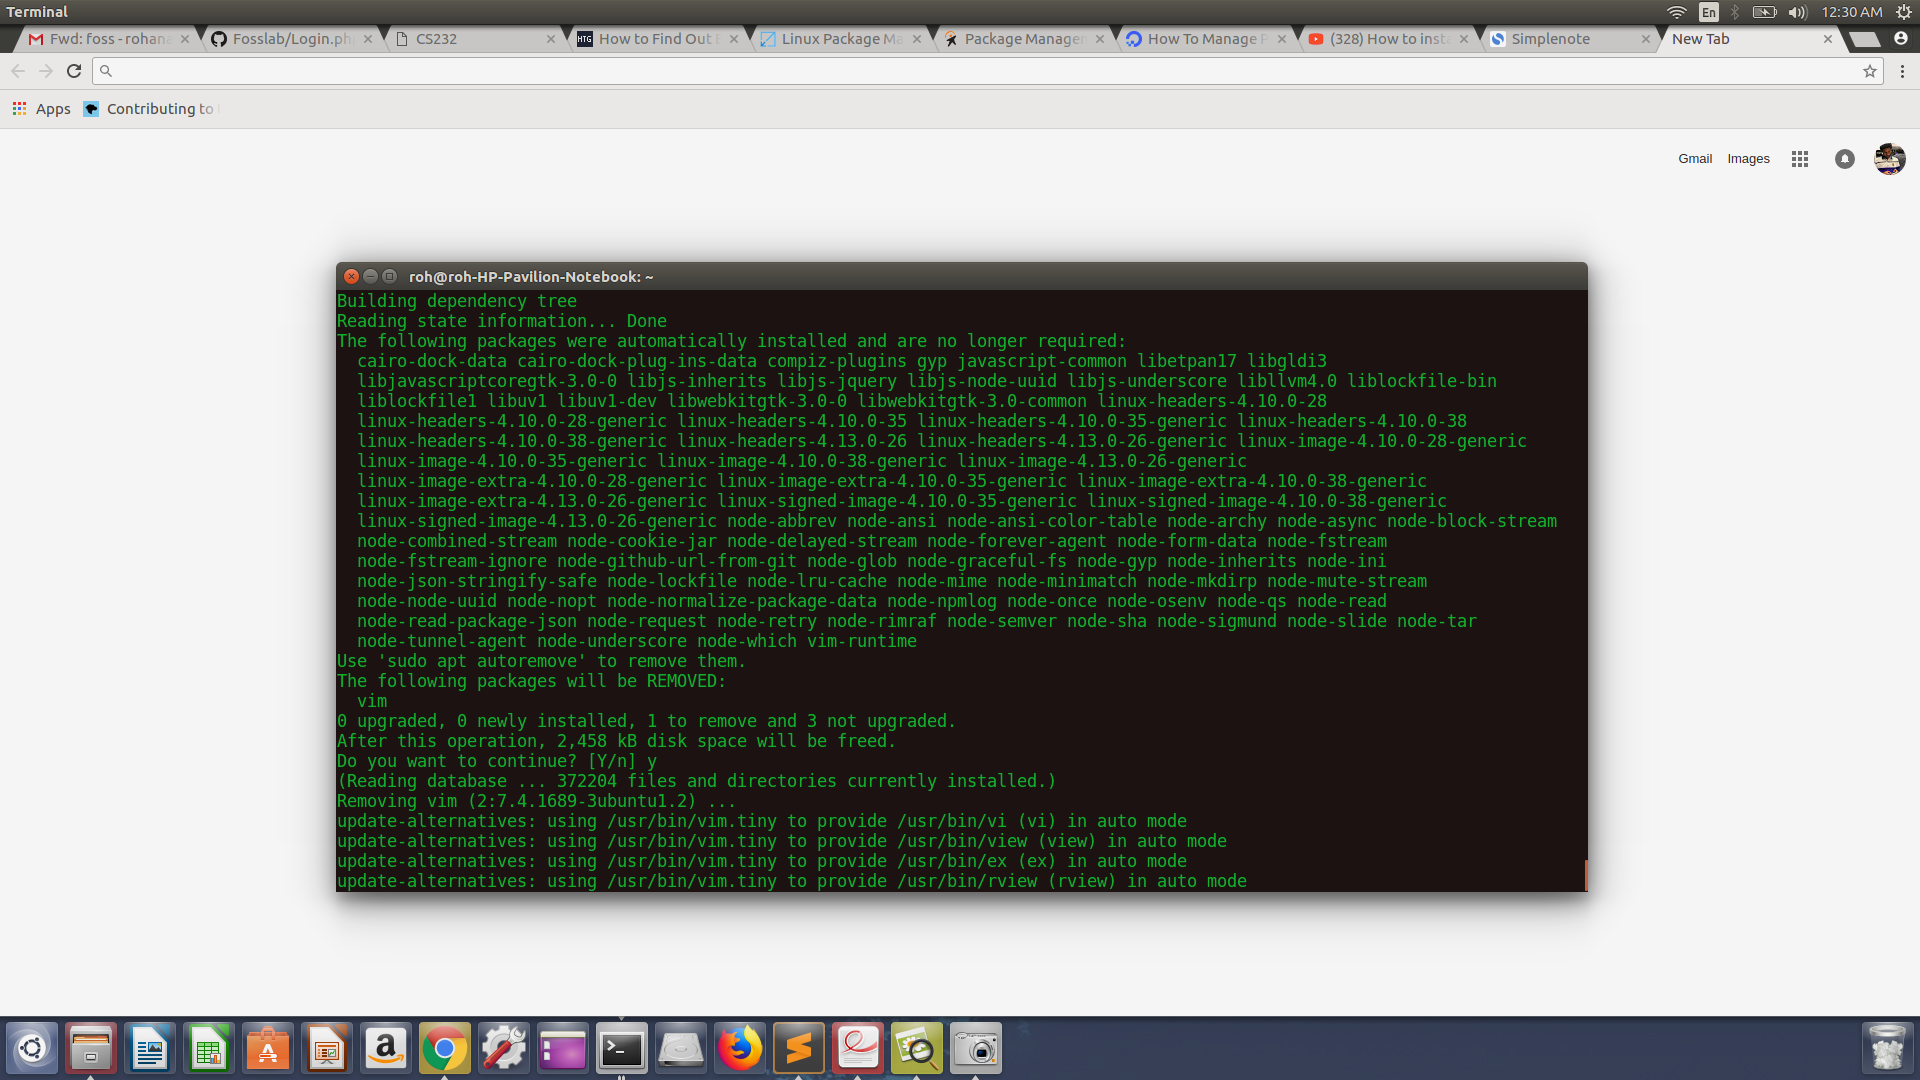 Terminal
En
12:30 AM
Fwd: foss - rohan
Fosslab/Login.ph
CS232
HTG
How to Find Out
Linux Package Ma
Package Manager
How To Manage P
(328) How to insta
Simplenote
New Tab
Apps
Contributing to
Gmail
Images
roh@roh-HP-Pavilion-Notebook: ~
Building dependency tree
Reading state information... Done
The following packages were automatically installed and are no longer required:
cairo-dock-data cairo-dock-plug-ins-data compiz-plugins gyp javascript-common libetpan17 libgldi3
libjavascriptcoregtk-3.0-0 libjs-inherits libjs-jquery libjs-node-uuid libjs-underscore libllvm4.0 liblockfile-bin
liblockfile1 libuv1 libuv1-dev libwebkitgtk-3.0-0 libwebkitgtk-3.0-common linux-headers-4.10.0-28
linux-headers-4.10.0-28-generic linux-headers-4.10.0-35 linux-headers-4.10.0-35-generic linux-headers-4.10.0-38
linux-headers-4.10.0-38-generic linux-headers-4.13.0-26 linux-headers-4.13.0-26-generic linux-image-4.10.0-28-generic
linux-image-4.10.0-35-generic linux-image-4.10.0-38-generic linux-image-4.13.0-26-generic
linux-image-extra-4.10.0-28-generic linux-image-extra-4.10.0-35-generic linux-image-extra-4.10.0-38-generic
linux-image-extra-4.13.0-26-generic linux-signed-image-4.10.0-35-generic linux-signed-image-4.10.0-38-generic
linux-signed-image-4.13.0-26-generic node-abbrev node-ansi node-ansi-color-table node-archy node-async node-block-stream
node-combined-stream node-cookie-jar node-delayed-stream node-forever-agent node-form-data node-fstream
node-fstream-ignore node-github-url-from-git node-glob node-graceful-fs node-gyp node-inherits node-ini
node-json-stringify-safe node-lockfile node-lru-cache node-mime node-minimatch node-mkdirp node-mute-stream
node-node-uuid node-nopt node-normalize-package-data node-npmlog node-once node-osenv node-qs node-read
node-read-package-json node-request node-retry node-rimraf node-semver node-sha node-sigmund node-slide node-tar
node-tunnel-agent node-underscore node-which vim-runtime
Use 'sudo apt autoremove' to remove them.
The following packages will be REMOVED:
vim
0 upgraded, 0 newly installed, 1 to remove and 3 not upgraded.
After this operation, 2,458 kB disk space will be freed.
Do you want to continue? [Y/n] y
(Reading database ... 372204 files and directories currently installed.)
Removing vim (2:7.4.1689-3ubuntu1.2) ...
update-alternatives: using /usr/bin/vim.tiny to provide /usr/bin/vi (vi) in auto mode
update-alternatives: using /usr/bin/vim.tiny to provide /usr/bin/view (view) in auto mode
update-alternatives: using /usr/bin/vim.tiny to provide /usr/bin/ex (ex) in auto mode
update-alternatives: using /usr/bin/vim.tiny to provide /usr/bin/rview (rview) in auto mode